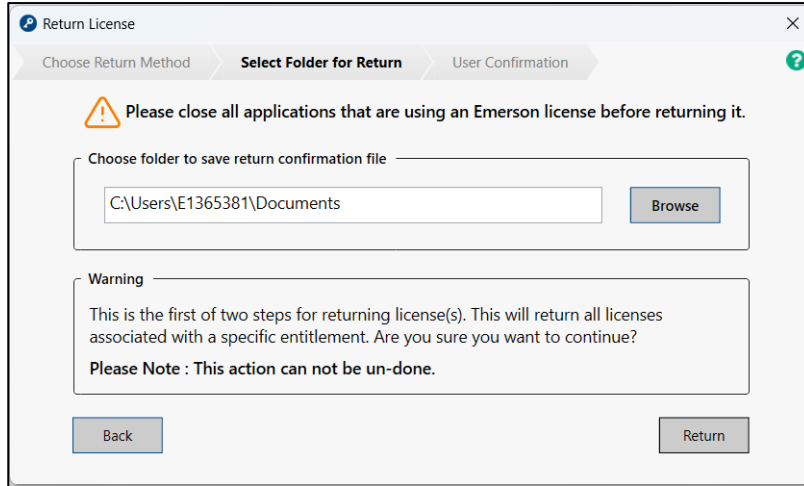 Return License
Choose Return Method
Select Folder for Return
User Confirmation
?
Please close all applications that are using an Emerson license before returning it.
Choose folder to save return confirmation file
C:\Users\E1365381\Documents
Browse
Warning
This is the first of two steps for returning license(s). This will return all licenses
associated with a specific entitlement. Are you sure you want to continue?
Please Note : This action can not be un-done.
Back
Return